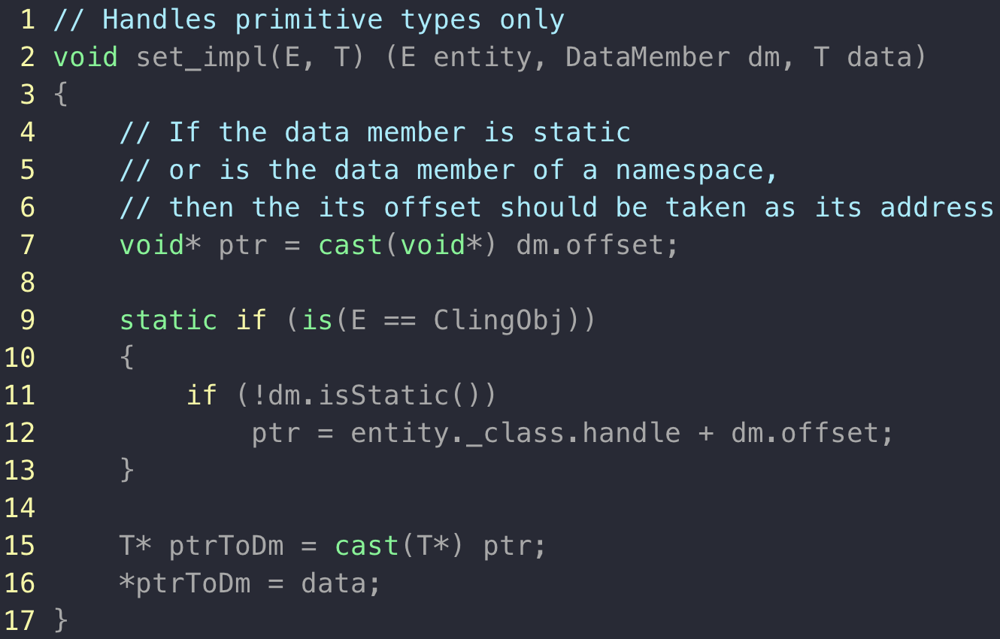 1 // Handles primitive types only
2 void set_impl(E, T) (E entity, DataMember dm, T data)
3 {
4     // If the data member is static
5     // or is the data member of a namespace,
6     // then the its offset should be taken as its address
7     void* ptr = cast(void*) dm.offset;
8
9     static if (is(E == ClingObj))
10     {
11         if (!dm.isStatic())
12             ptr = entity._class.handle + dm.offset;
13     }
14
15     T* ptrToDm = cast(T*) ptr;
16     *ptrToDm = data;
17 }